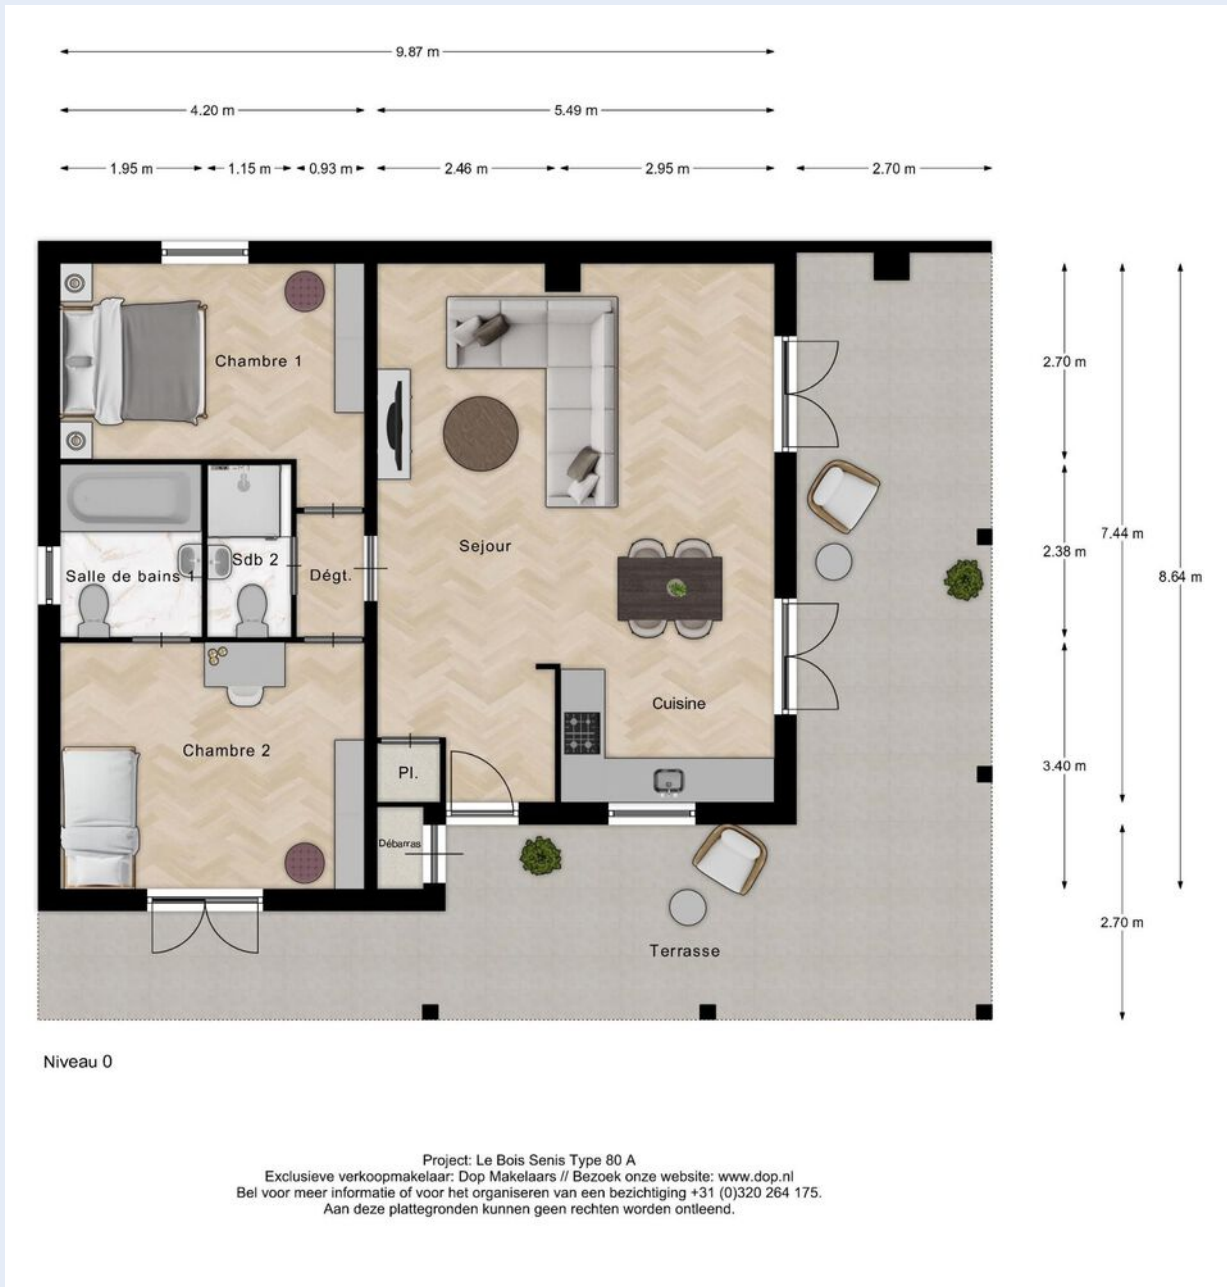 9.87 m
4.20 m
5.49 m
1.95 m
1.15 m
0.93 m
2.46 m
2.95 m
2.70 m
Chambre 1
2.70 m
Sejour
7.44 m
2.38 m
Sdb 2
Salle de bains 1
Dégt.
8.64 m
Cuisine
Chambre 2
3.40 m
Pl.
Débarras
2.70 m
Terrasse
Niveau 0
Project: Le Bois Senis Type 80 A
Exclusieve verkoopmakelaar: Dop Makelaars // Bezoek onze website: www.dop.nl
Bel voor meer informatie of voor het organiseren van een bezichtiging +31 (0)320 264 175.
Aan deze plattegronden kunnen geen rechten worden ontleend.